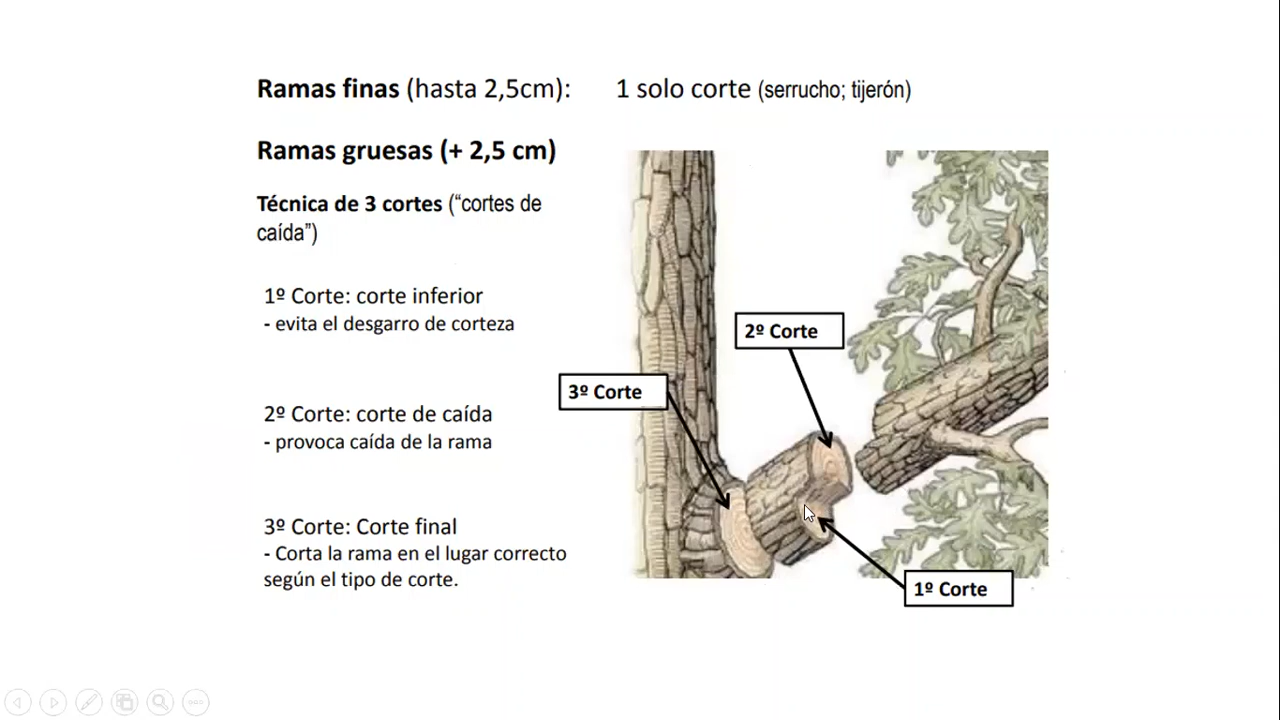 Ramas finas (hasta 2,5cm): 1 solo corte (serrucho; tijerón)
Ramas gruesas (+ 2,5 cm)
Técnica de 3 cortes (“cortes de
caída”)
1º Corte: corte inferior
- evita el desgarro de corteza
2º Corte: corte de caída
- provoca caída de la rama
3º Corte: Corte final
- Corta la rama en el lugar correcto
según el tipo de corte.
2º Corte
3º Corte
1º Corte